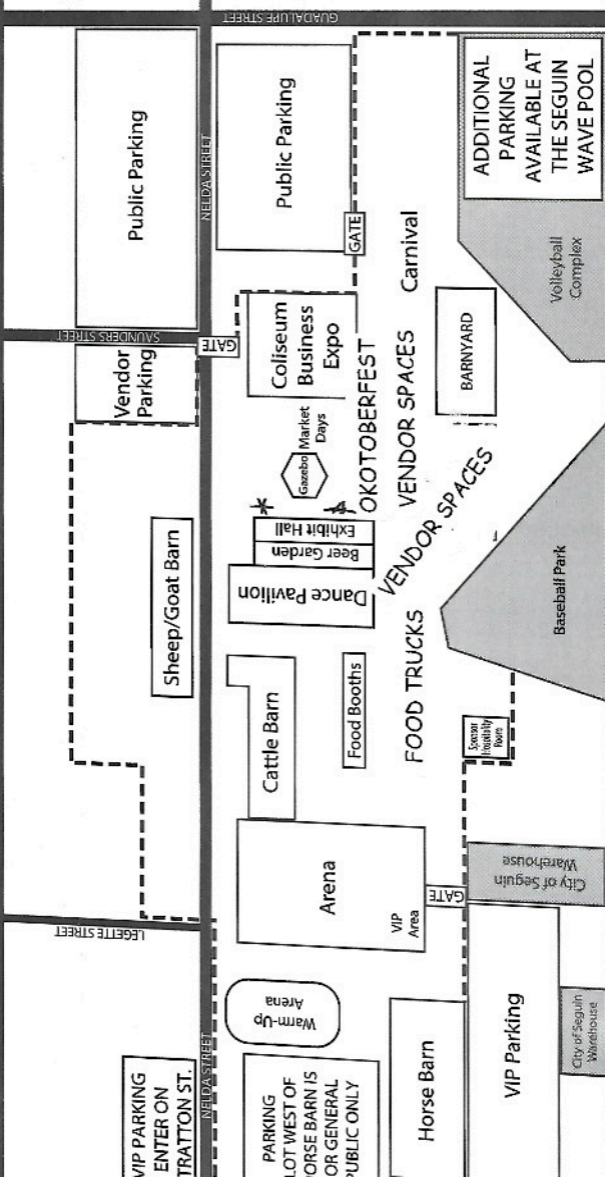 GUADALUPE STREET
Public Parking
NELDA STREET
Public Parking
GATE
ADDITIONAL
PARKING
AVAILABLE AT
THE SEGUIN
WAVE POOL
Volleyball
Complex
Carnival
SAUNDERS STREET
GATE
Vendor
Parking
Coliseum
Business
Expo
Gazebo
Market
Days
OKOTOBERFEST
VENDOR SPACES
BARNYARD
VENDOR SPACES
Exhibit Hall
Beer Garden
Dance Pavilion
Sheep/Goat Barn
Baseball Park
FOOD TRUCKS
Food Booths
Cattle Barn
Sponsor
Hospitality
Room
Arena
VIP
Area
GATE
City of Seguin
Warehouse
LEGETTE STREET
Warm-Up
Arena
VIP Parking
City of Seguin
Warehouse
Horse Barn
NELDA STREET
VIP PARKING
ENTER ON
TRATTON ST.
PARKING
LOT WEST OF
ORSE BARN IS
OR GENERAL
PUBLIC ONLY